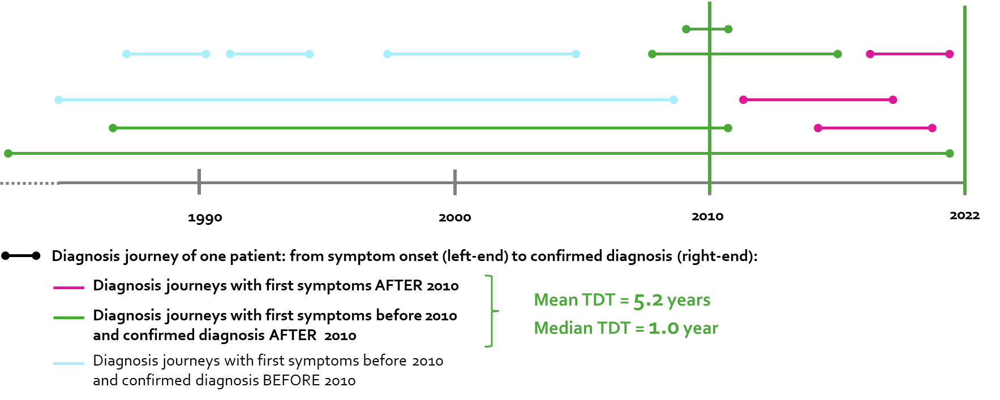 1990
2000
2010
2022
Diagnosis journey of one patient: from symptom onset (left-end) to confirmed diagnosis (right-end):
Diagnosis journeys with first symptoms AFTER 2010
Diagnosis journeys with first symptoms before 2010
and confirmed diagnosis AFTER 2010
Mean TDT = 5.2 years
Median TDT = 1.0 year
Diagnosis journeys with first symptoms before 2010
and confirmed diagnosis BEFORE 2010